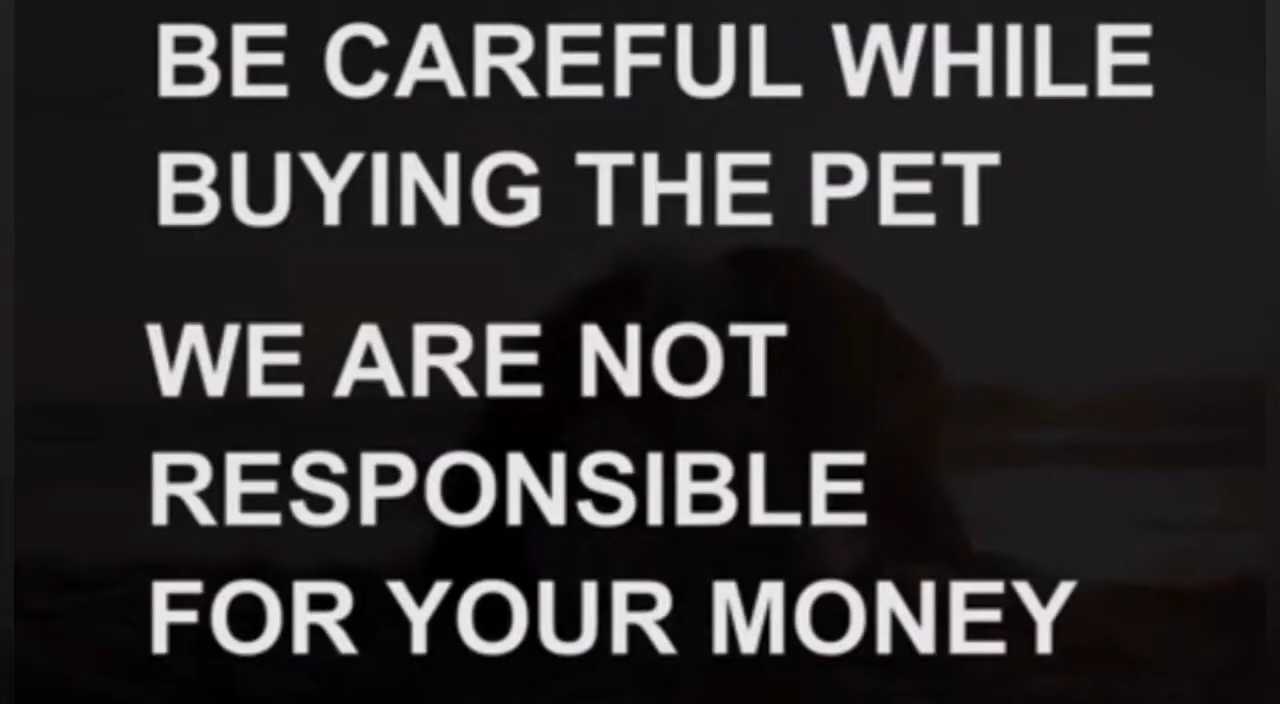 BE CAREFUL WHILE
BUYING THE PET
WE ARE NOT
RESPONSIBLE
FOR YOUR MONEY